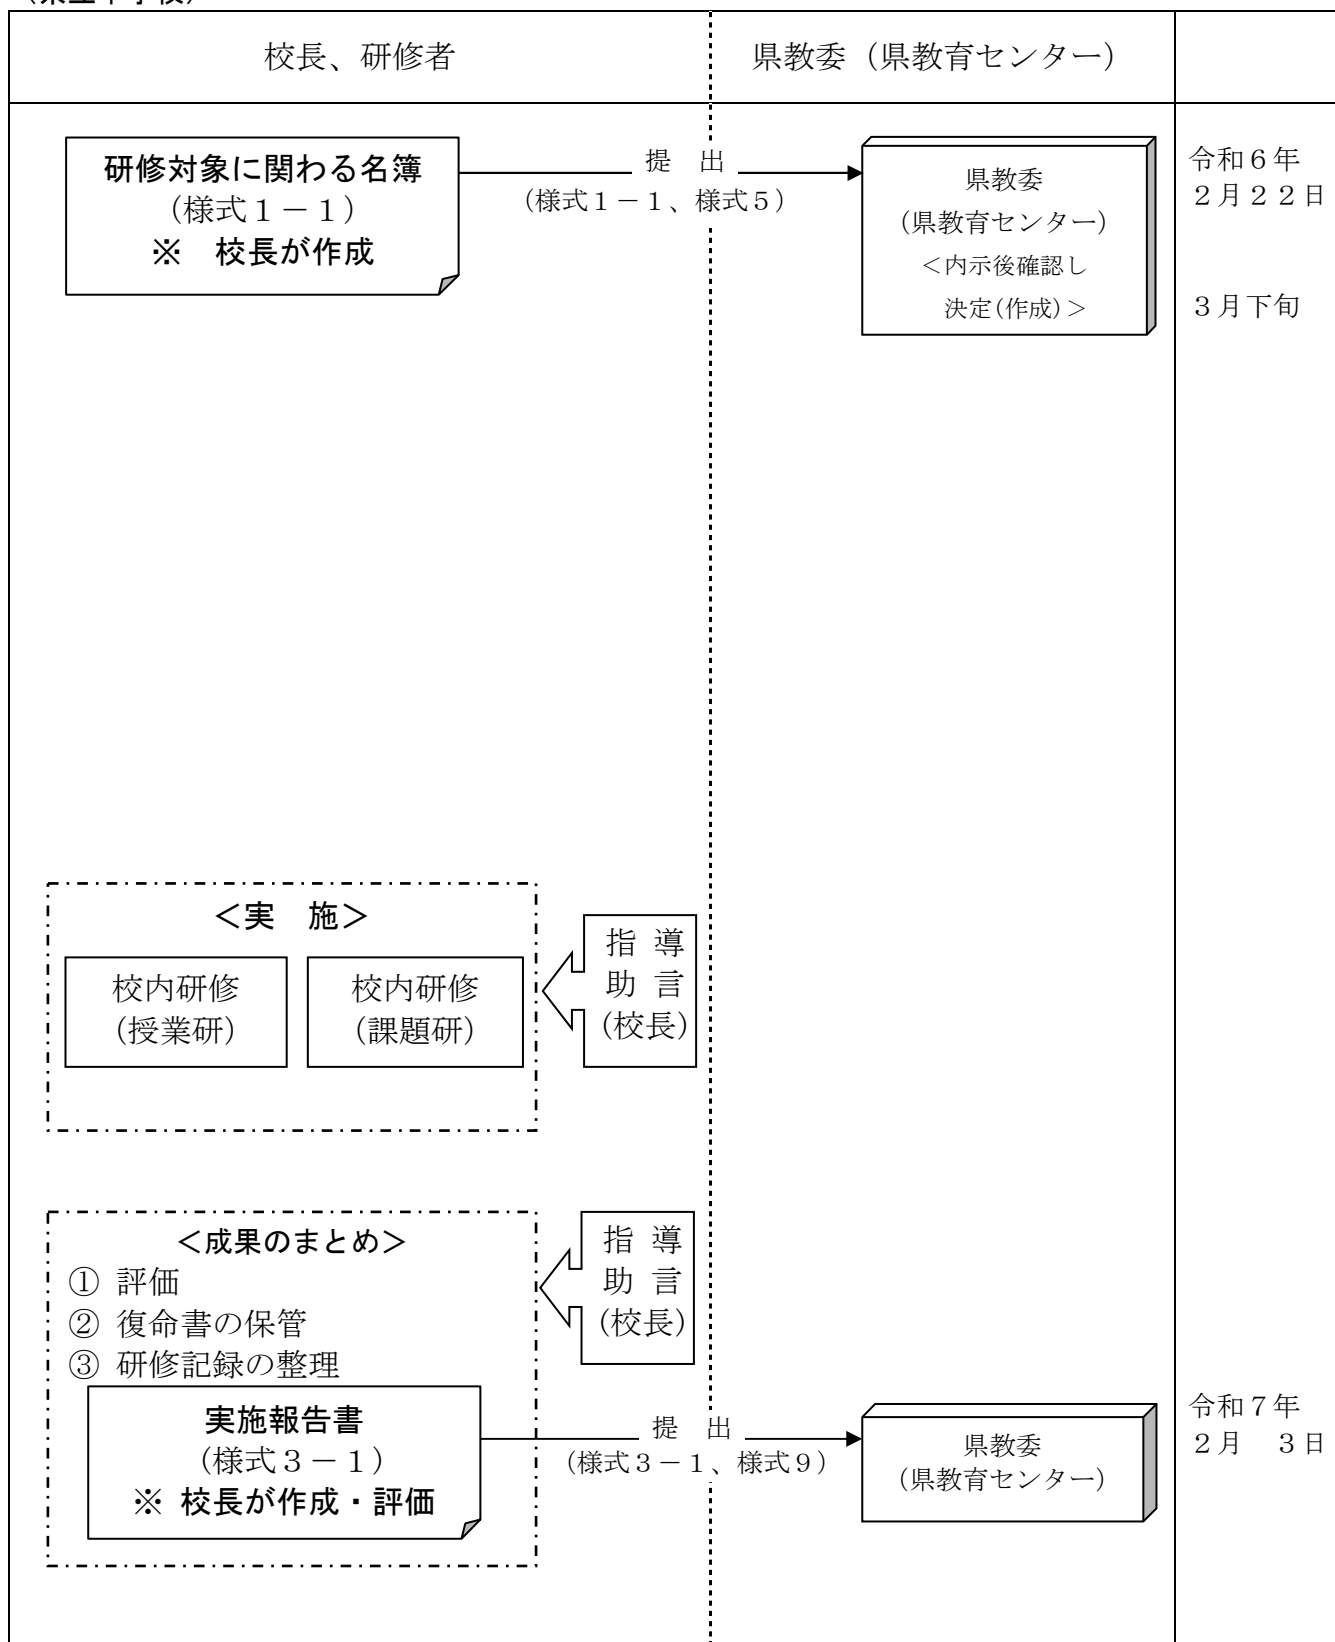 校長、研修者
県教委（県教育センター）
研修対象に関わる名簿
（様式１－１）
※　校長が作成
提　出
（様式１－１、様式５）
県教委
（県教育センター）
＜内示後確認し
決定(作成)＞
令和６年
２月２２日
３月下旬
＜実　施＞
校内研修
（授業研）
校内研修
（課題研）
指 導
助 言
(校長)
＜成果のまとめ＞
① 評価
② 復命書の保管
③ 研修記録の整理
指 導
助 言
(校長)
実施報告書
（様式３－１）
※ 校長が作成・評価
提　出
（様式３－１、様式９）
県教委
（県教育センター）
令和７年
２月　３日